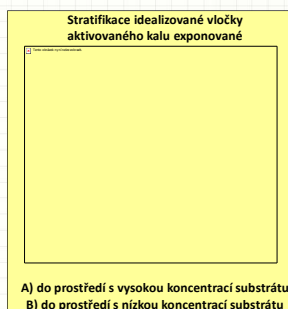 Stratifikace idealizované vločky
aktivovaného kalu exponované
A) do prostředí s vysokou koncentrací substrátu
B) do prostředí s nízkou koncentrací substrátu